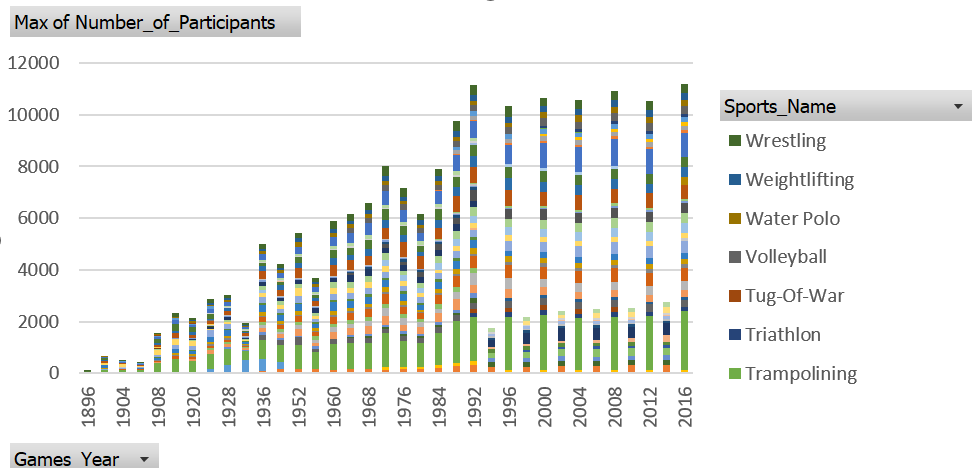 Max of Number_of_Participants
12000
10000
8000
6000
4000
2000
0
1896
1904
1908
1928
1936
1952
1960
1968
1976
1984
1992
1996
2000
2004
2008
2012
2016
Sports_Name
Wrestling
Weightlifting
Water Polo
Volleyball
Tug-Of-War
Triathlon
Trampolining
Games_Year